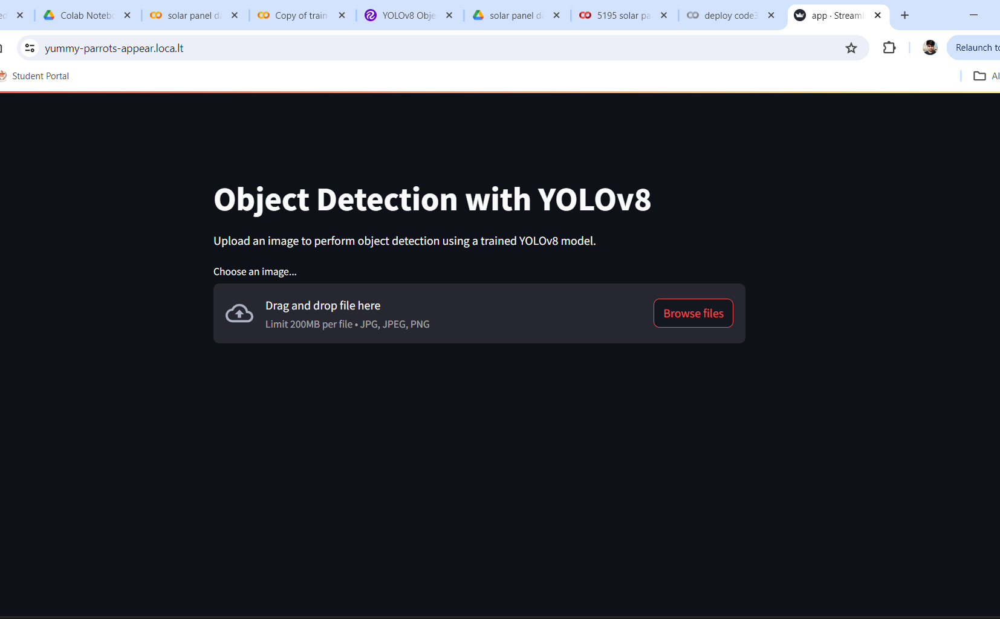 Colab Notebo
solar panel da
Copy of train
YOLOv8 Obje
solar panel da
5195 solar pa
deploy code3
app · Streaml
yummy-parrots-appear.loca.lt
Relaunch to
Student Portal
Al
Object Detection with YOLOv8
Upload an image to perform object detection using a trained YOLOv8 model.
Choose an image...
Drag and drop file here
Limit 200MB per file • JPG, JPEG, PNG
Browse files